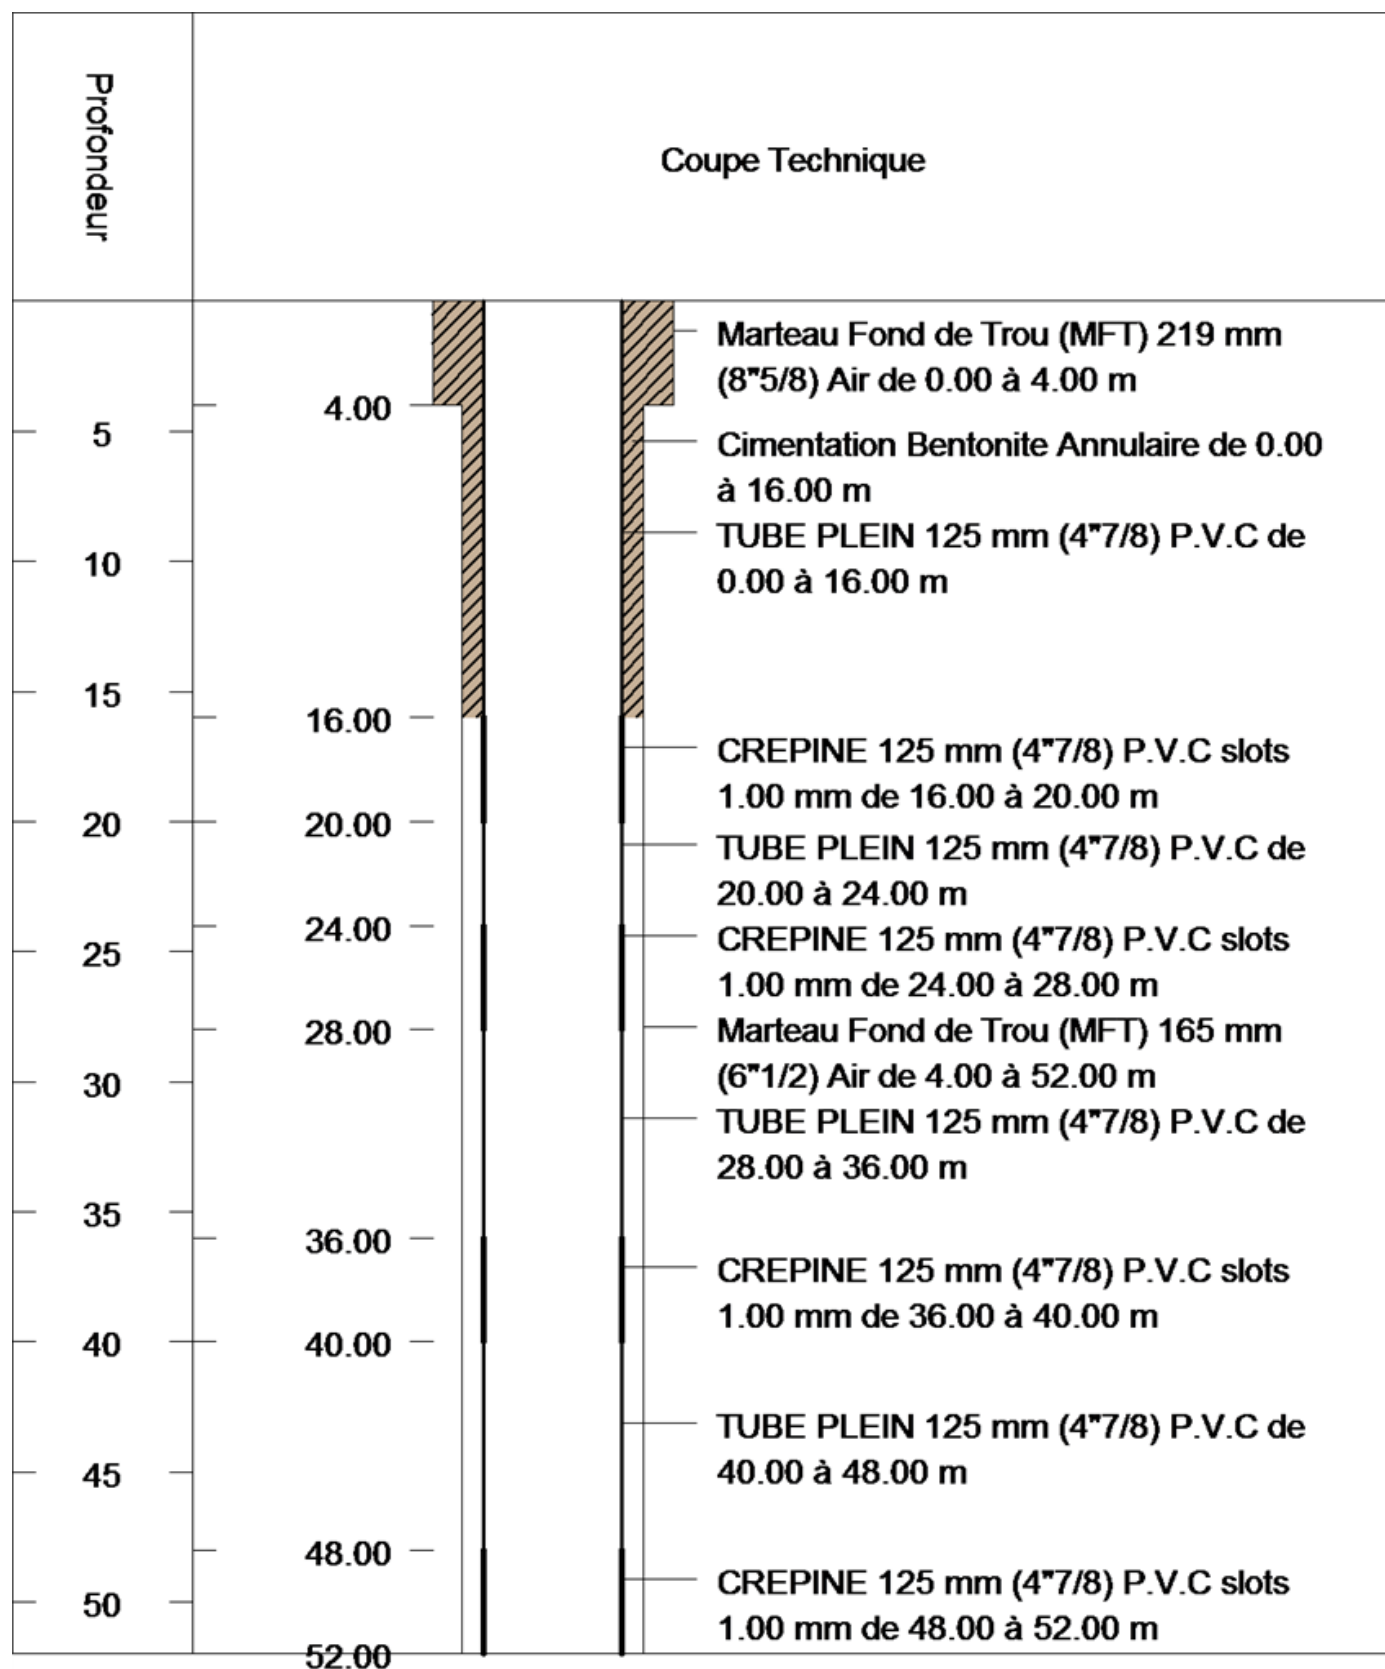 Profondeur
Coupe Technique
Marteau Fond de Trou (MFT) 219 mm
(8"5/8) Air de 0.00 à 4.00 m
4.00
5
Cimentation Bentonite Annulaire de 0.00
à 16.00 m
TUBE PLEIN 125 mm (4"7/8) P.V.C de
0.00 à 16.00 m
10
15
16.00
CREPINE 125 mm (4"7/8) P.V.C slots
1.00 mm de 16.00 à 20.00 m
20
20.00
TUBE PLEIN 125 mm (4"7/8) P.V.C de
20.00 à 24.00 m
24.00
25
CREPINE 125 mm (4"7/8) P.V.C slots
1.00 mm de 24.00 à 28.00 m
28.00
Marteau Fond de Trou (MFT) 165 mm
(6"1/2) Air de 4.00 à 52.00 m
30
TUBE PLEIN 125 mm (4"7/8) P.V.C de
28.00 à 36.00 m
35
36.00
CREPINE 125 mm (4"7/8) P.V.C slots
1.00 mm de 36.00 à 40.00 m
40
40.00
TUBE PLEIN 125 mm (4"7/8) P.V.C de
40.00 à 48.00 m
45
48.00
CREPINE 125 mm (4"7/8) P.V.C slots
1.00 mm de 48.00 à 52.00 m
50
52.00